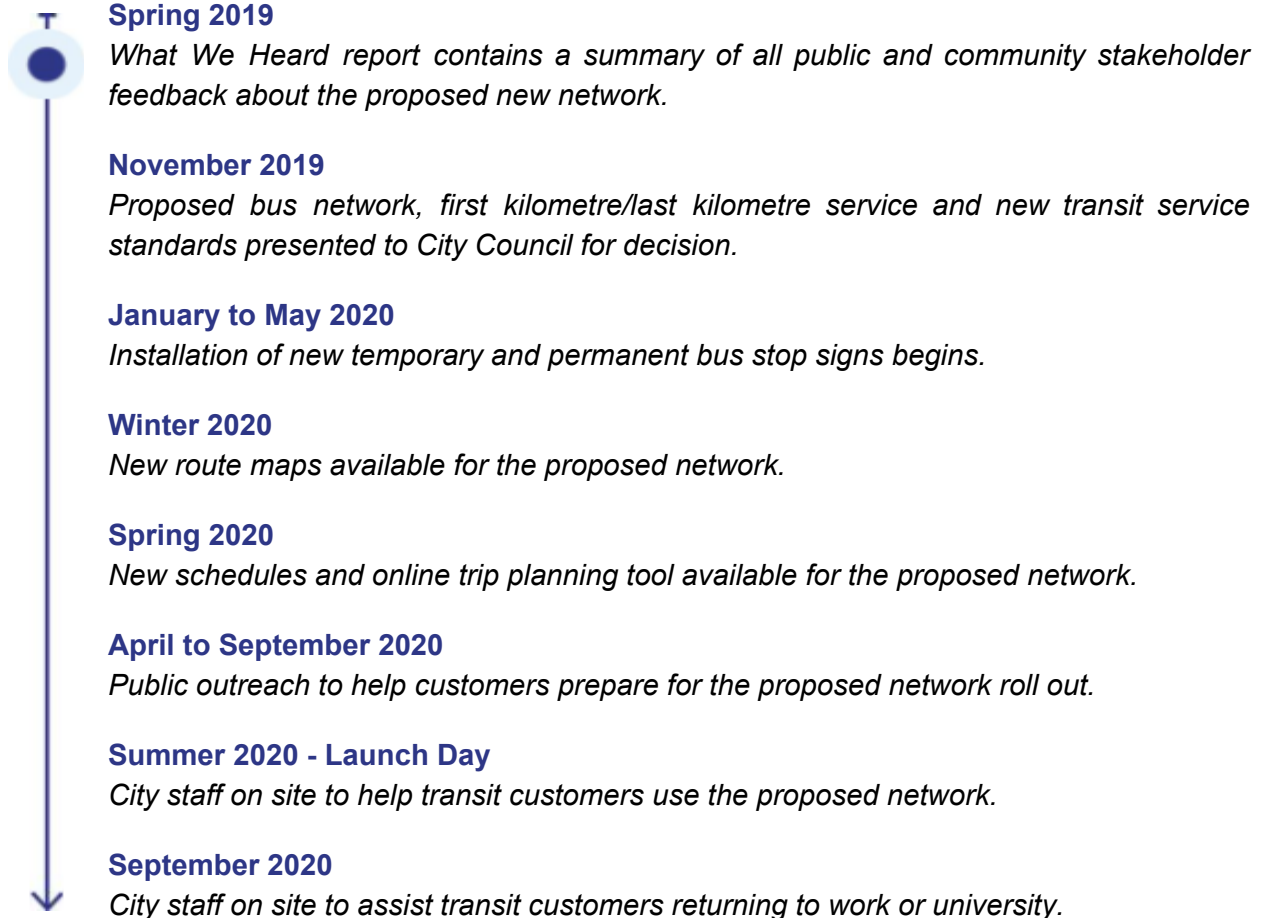 Spring 2019
What We Heard report contains a summary of all public and community stakeholder
feedback about the proposed new network.
November 2019
Proposed bus network, first kilometre/last kilometre service and new transit service
standards presented to City Council for decision.
January to May 2020
Installation of new temporary and permanent bus stop signs begins.
Winter 2020
New route maps available for the proposed network.
Spring 2020
New schedules and online trip planning tool available for the proposed network.
April to September 2020
Public outreach to help customers prepare for the proposed network roll out.
Summer 2020 - Launch Day
City staff on site to help transit customers use the proposed network.
September 2020
City staff on site to assist transit customers returning to work or university.